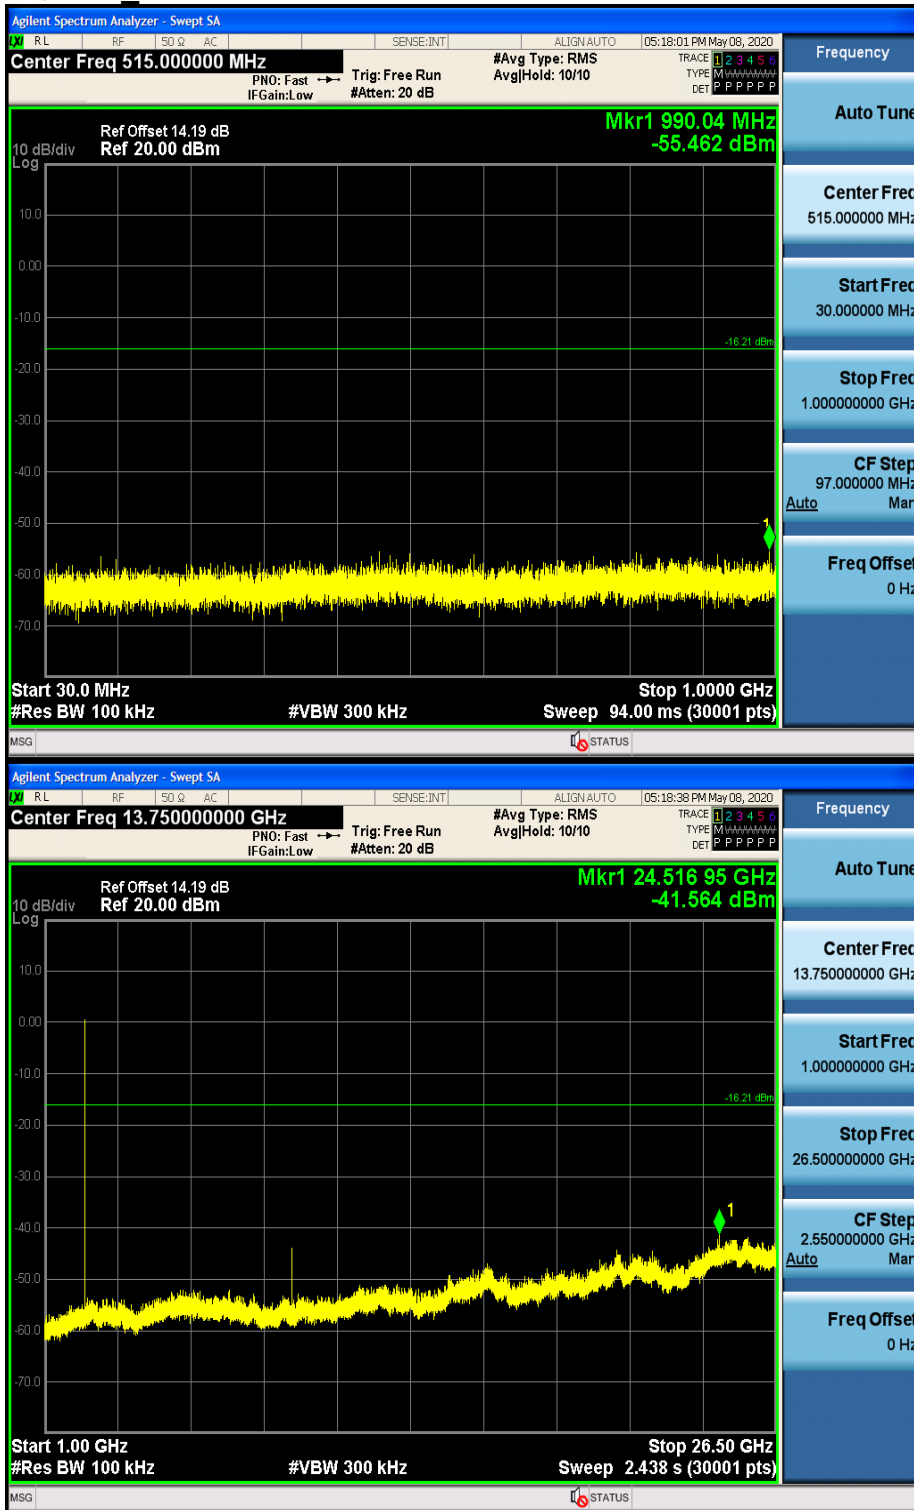 Agilent Spectrum Analyzer - Swept SA
LXI RL RF 50 Ω AC SENSE:INT ALIGN AUTO 05:18:01 PM May 08, 2020
Center Freq 515.000000 MHz #Avg Type: RMS TRACE 1 2 3 4 5 6
PNO: Fast Trig: Free Run Avg|Hold: 10/10 TYPE M
IFGain:Low #Atten: 20 dB DET P P P P P P
Mkr1 990.04 MHz
-55.462 dBm
Ref Offset 14.19 dB
10 dB/div Ref 20.00 dBm
Log
10.0
0.00
-10.0
-16.21 dBm
-20.0
-30.0
-40.0
-50.0
1
-60.0
-70.0
Start 30.0 MHz Stop 1.0000 GHz
#Res BW 100 kHz #VBW 300 kHz Sweep 94.00 ms (30001 pts)
MSG STATUS
Frequency
Auto Tune
Center Freq
515.000000 MHz
Start Freq
30.000000 MHz
Stop Freq
1.000000000 GHz
CF Step
97.000000 MHz
Auto Man
Freq Offset
0 Hz
Agilent Spectrum Analyzer - Swept SA
LXI RL RF 50 Ω AC SENSE:INT ALIGN AUTO 05:18:38 PM May 08, 2020
Center Freq 13.750000000 GHz #Avg Type: RMS TRACE 1 2 3 4 5 6
PNO: Fast Trig: Free Run Avg|Hold: 10/10 TYPE M
IFGain:Low #Atten: 20 dB DET P P P P P P
Mkr1 24.516 95 GHz
-41.564 dBm
Ref Offset 14.19 dB
10 dB/div Ref 20.00 dBm
Log
10.0
0.00
-10.0
-16.21 dBm
-20.0
-30.0
1
-40.0
-50.0
-60.0
-70.0
Start 1.00 GHz Stop 26.50 GHz
#Res BW 100 kHz #VBW 300 kHz Sweep 2.438 s (30001 pts)
MSG STATUS
Frequency
Auto Tune
Center Freq
13.750000000 GHz
Start Freq
1.000000000 GHz
Stop Freq
26.500000000 GHz
CF Step
2.550000000 GHz
Auto Man
Freq Offset
0 Hz